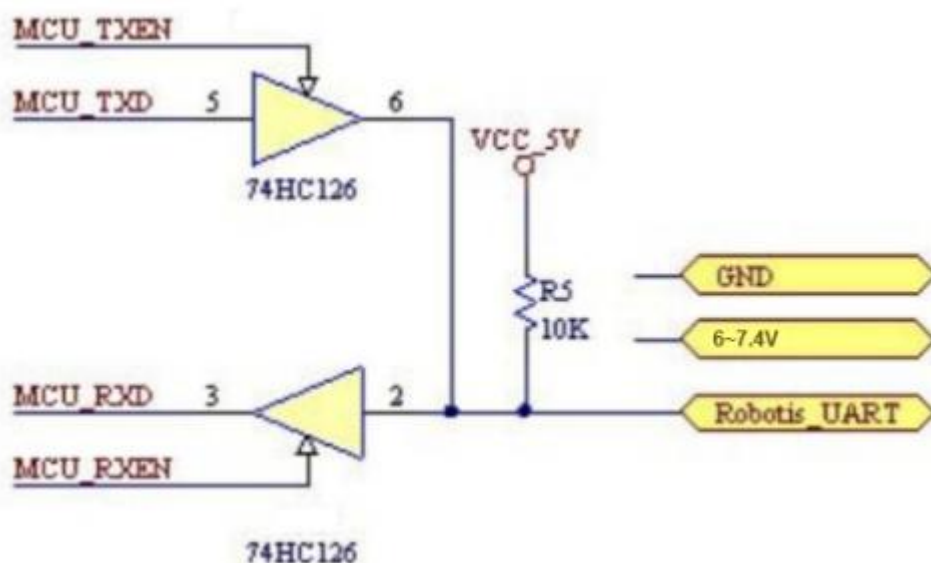 MCU_TXEN
MCU_TXD 5 6
74HC126
VCC_5V
R5
10K
GND
6~7.4V
MCU_RXD 3 2
Robotis_UART
MCU_RXEN
74HC126